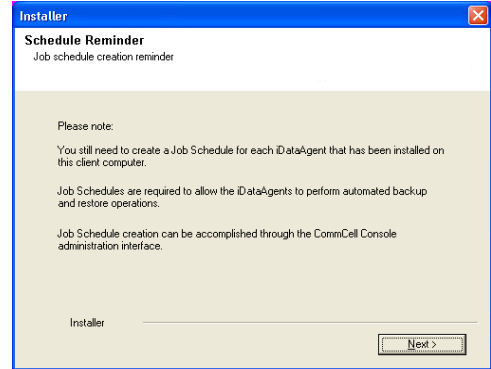 Installer
Schedule Reminder
Job schedule creation reminder
Please note:
You still need to create a Job Schedule for each iDataAgent that has been installed on
this client computer.
Job Schedules are required to allow the iDataAgents to perform automated backup
and restore operations.
Job Schedule creation can be accomplished through the CommCell Console
administration interface.
Installer
Next >